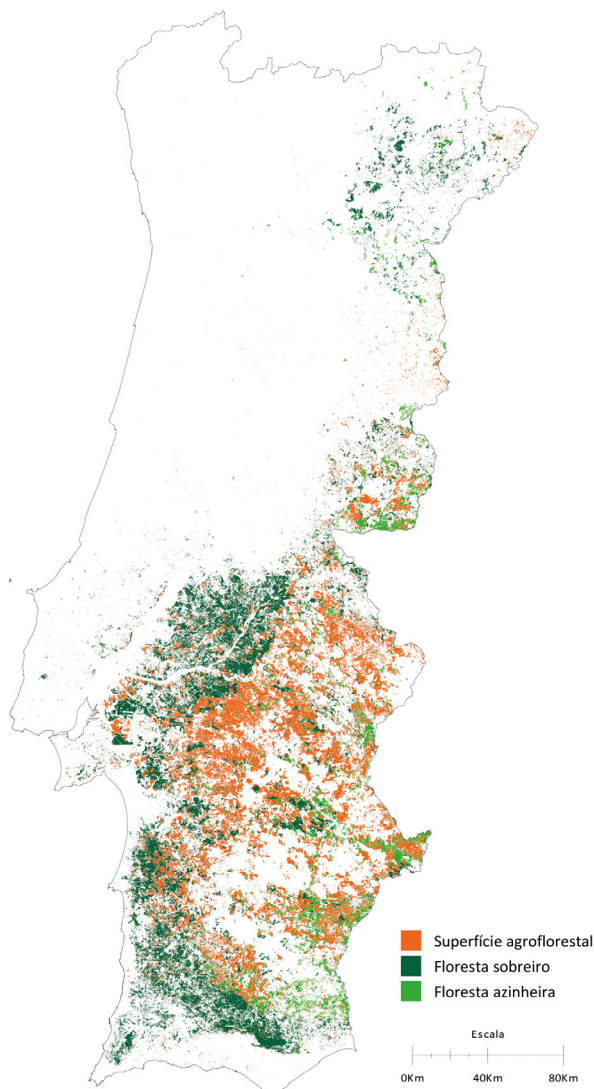 Superfície agroflorestal
Floresta sobreiro
Floresta azinheira
Escala
0Km 40Km 80Km